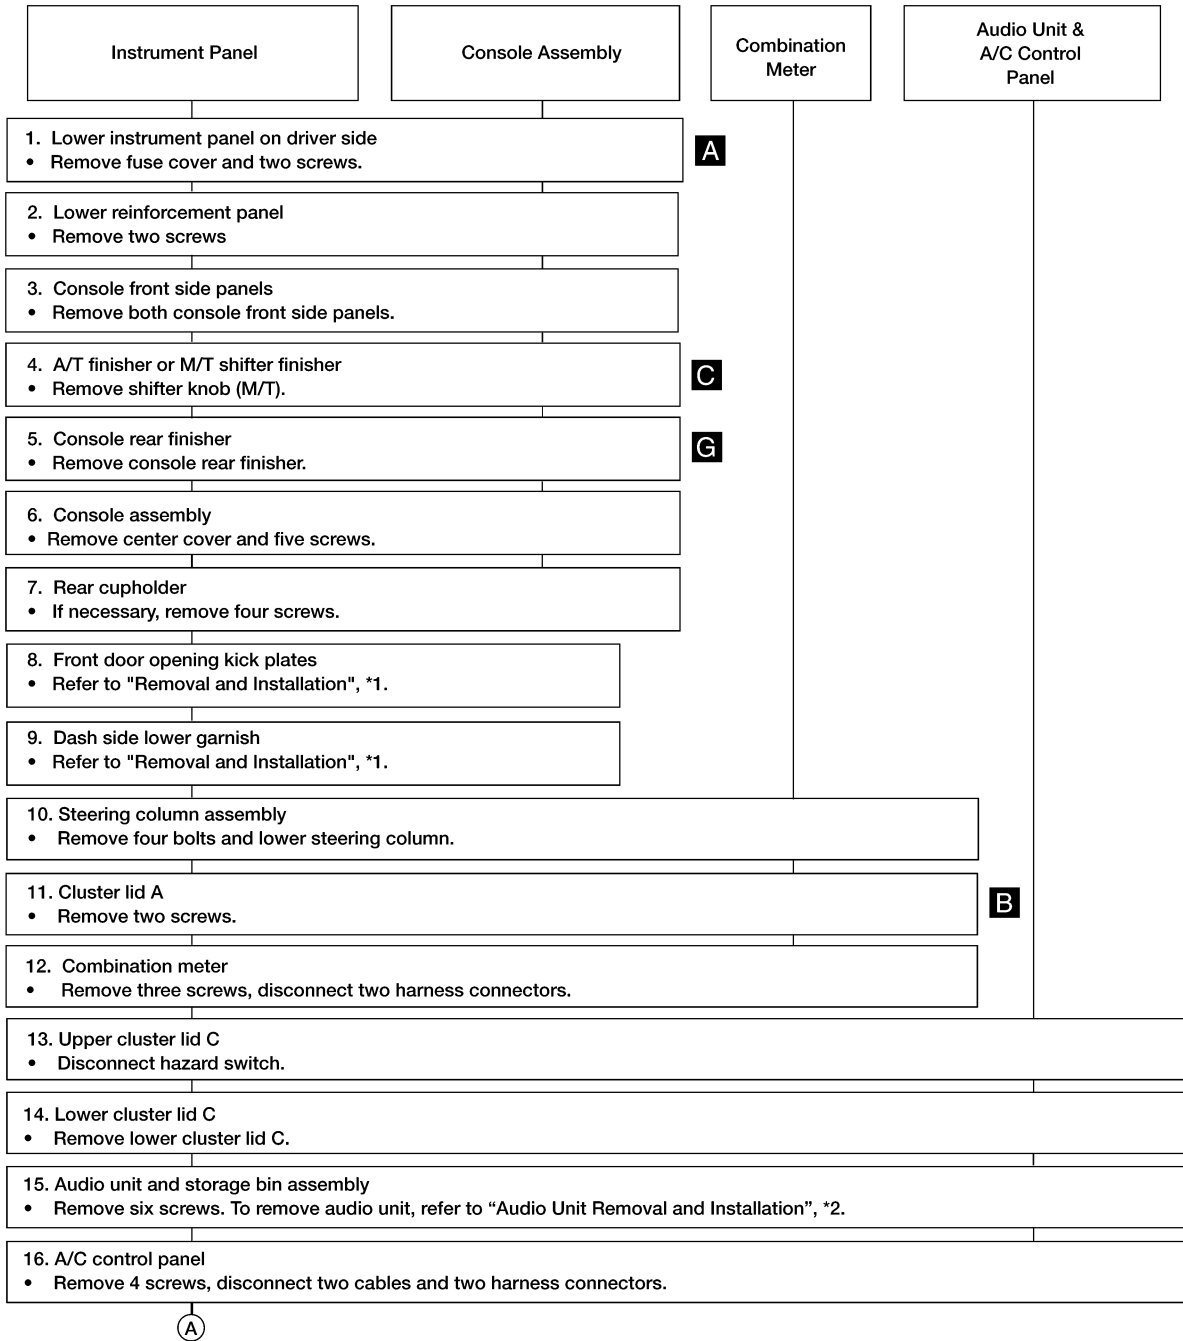 Instrument Panel
Console Assembly
Combination
Meter
Audio Unit &
A/C Control
Panel
1. Lower instrument panel on driver side
• Remove fuse cover and two screws.
A
2. Lower reinforcement panel
• Remove two screws
3. Console front side panels
• Remove both console front side panels.
4. A/T finisher or M/T shifter finisher
• Remove shifter knob (M/T).
C
5. Console rear finisher
• Remove console rear finisher.
G
6. Console assembly
• Remove center cover and five screws.
7. Rear cupholder
• If necessary, remove four screws.
8. Front door opening kick plates
• Refer to "Removal and Installation", *1.
9. Dash side lower garnish
• Refer to "Removal and Installation", *1.
10. Steering column assembly
• Remove four bolts and lower steering column.
11. Cluster lid A
• Remove two screws.
B
12. Combination meter
• Remove three screws, disconnect two harness connectors.
13. Upper cluster lid C
• Disconnect hazard switch.
14. Lower cluster lid C
• Remove lower cluster lid C.
15. Audio unit and storage bin assembly
• Remove six screws. To remove audio unit, refer to “Audio Unit Removal and Installation”, *2.
16. A/C control panel
• Remove 4 screws, disconnect two cables and two harness connectors.
A